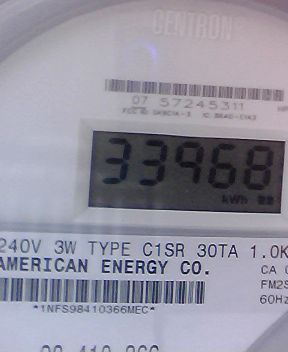 CENTRON
07 57245311
33968
kWh
240V 3W TYPE C1SR 30TA 1.0K
AMERICAN ENERGY CO.
CA
FM2S
60Hz
*1NFS98410366MEC*